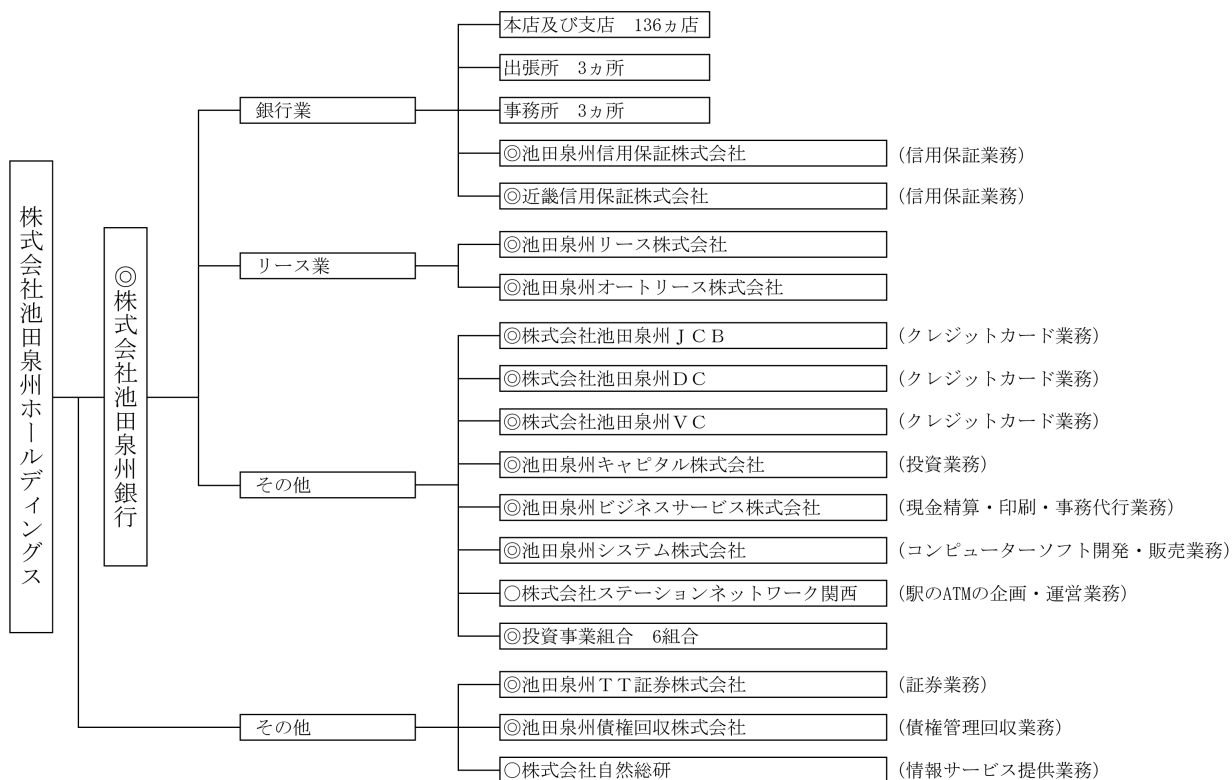 株式会社池田泉州ホールディングス
◎株式会社池田泉州銀行
銀行業
本店及び支店　136ヵ店
出張所　3ヵ所
事務所　3ヵ所
◎池田泉州信用保証株式会社 (信用保証業務)
◎近畿信用保証株式会社 (信用保証業務)
リース業
◎池田泉州リース株式会社
◎池田泉州オートリース株式会社
その他
◎株式会社池田泉州ＪＣＢ (クレジットカード業務)
◎株式会社池田泉州ＤＣ (クレジットカード業務)
◎株式会社池田泉州ＶＣ (クレジットカード業務)
◎池田泉州キャピタル株式会社 (投資業務)
◎池田泉州ビジネスサービス株式会社 (現金精算・印刷・事務代行業務)
◎池田泉州システム株式会社 (コンピューターソフト開発・販売業務)
○株式会社ステーションネットワーク関西 (駅のATMの企画・運営業務)
◎投資事業組合　6組合
その他
◎池田泉州ＴＴ証券株式会社 (証券業務)
◎池田泉州債権回収株式会社 (債権管理回収業務)
○株式会社自然総研 (情報サービス提供業務)